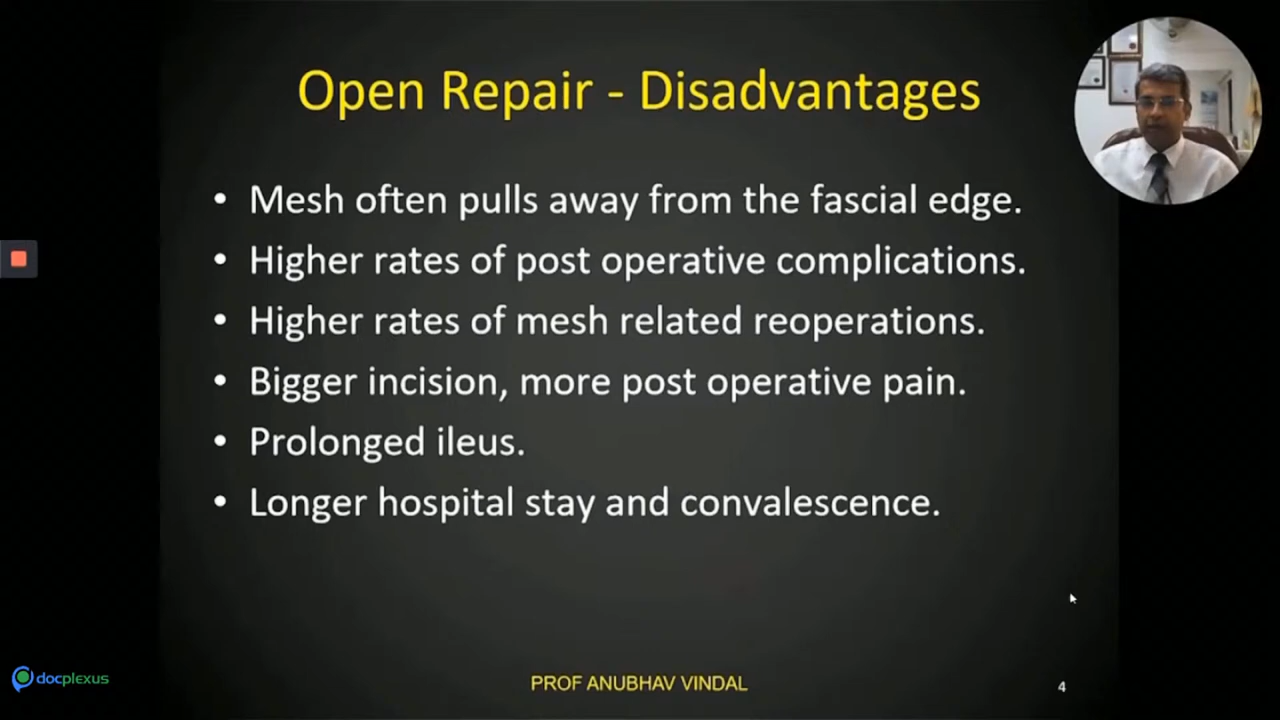 Open Repair - Disadvantages
• Mesh often pulls away from the fascial edge.
• Higher rates of post operative complications.
• Higher rates of mesh related reoperations.
• Bigger incision, more post operative pain.
• Prolonged ileus.
• Longer hospital stay and convalescence.
docplexus
PROF ANUBHAV VINDAL
4